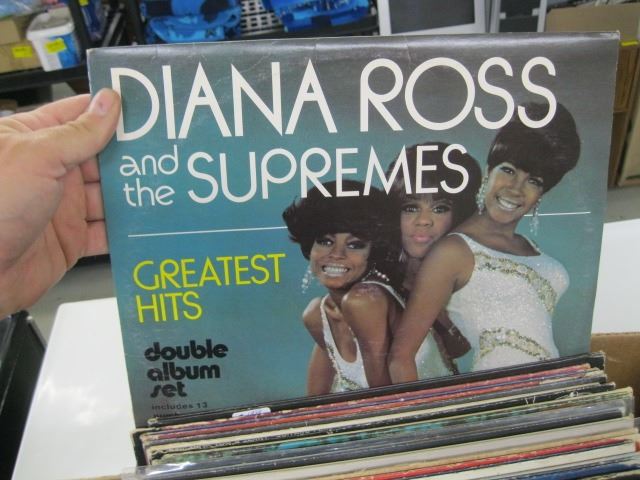 DIANA ROSS
and the SUPREMES
GREATEST
HITS
double
album
set
includes 13